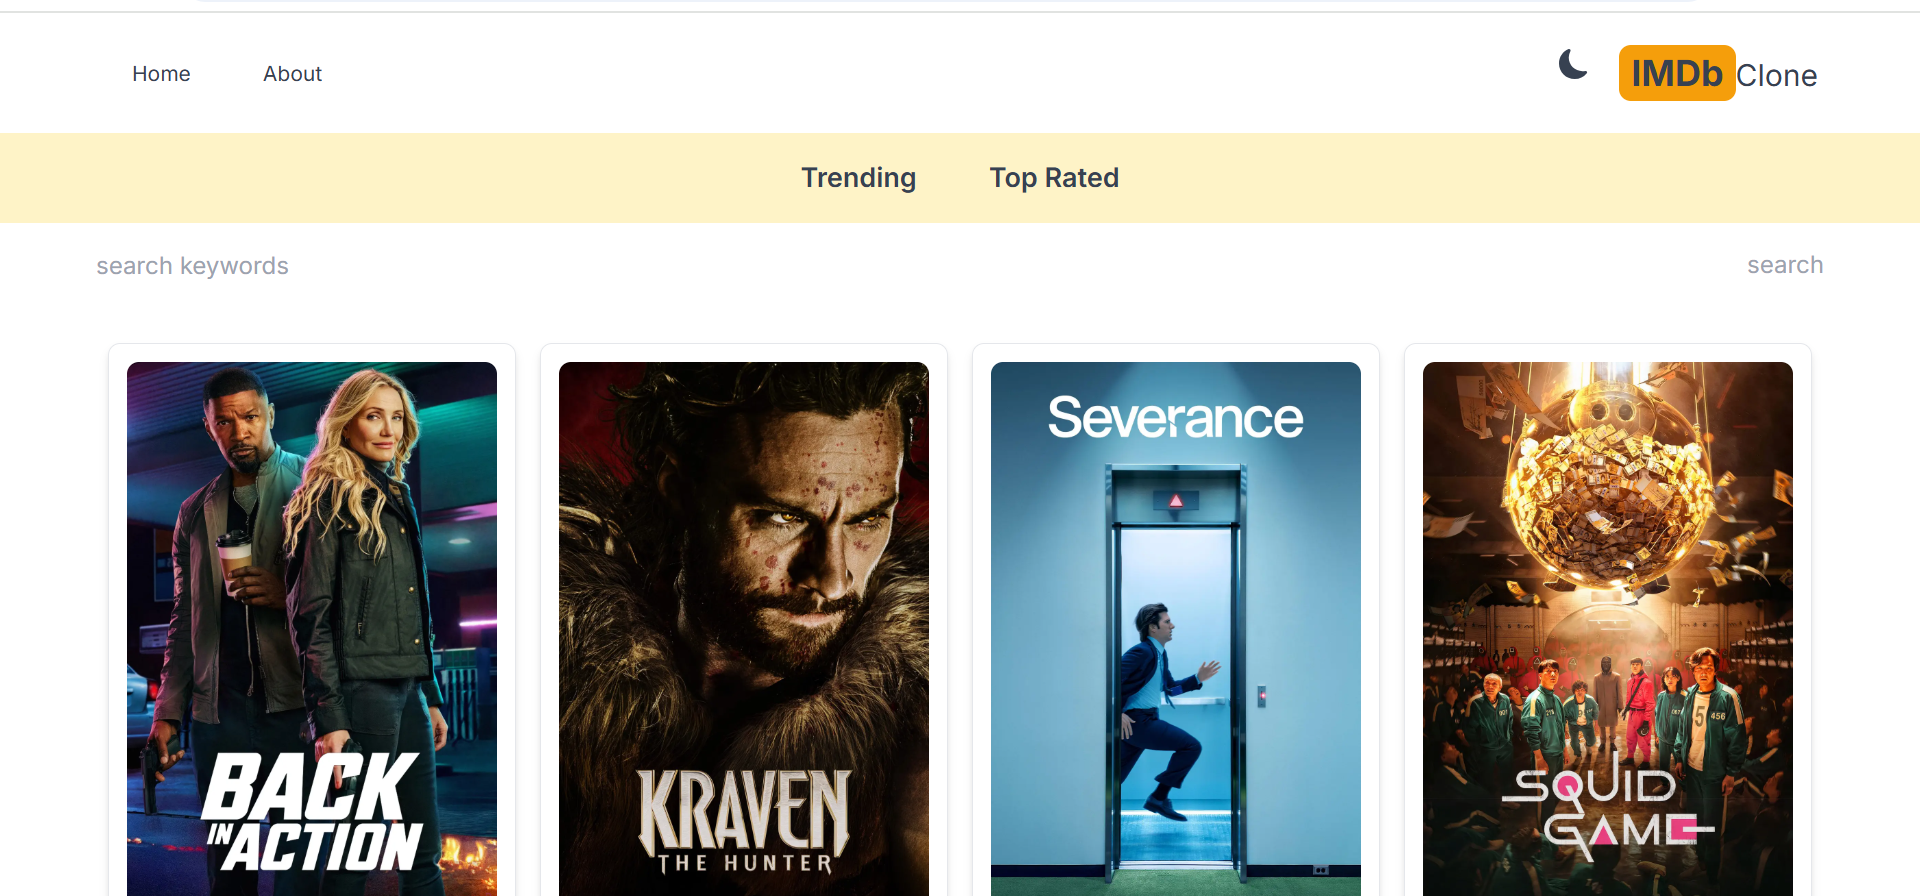 Home About IMDb Clone
Trending Top Rated
search keywords search
Severance
BACK
IN ACTION
KRAVEN
THE HUNTER
SQUID
GAME
456